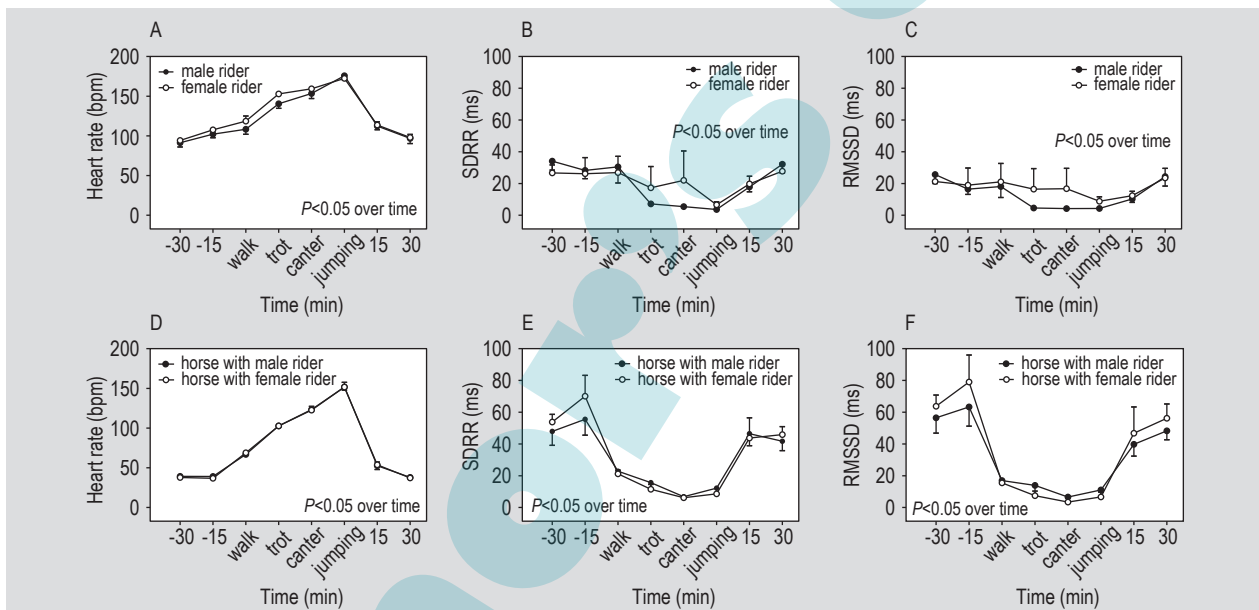 A
200
150
100
50
0
Heart rate (bpm)
male rider
female rider
P<0.05 over time
-30 -15 walk trot canter jumping 15 30
Time (min)
B
100
80
60
40
20
0
SDRR (ms)
male rider
female rider
P<0.05 over time
-30 -15 walk trot canter jumping 15 30
Time (min)
C
100
80
60
40
20
0
RMSSD (ms)
male rider
female rider
P<0.05 over time
-30 -15 walk trot canter jumping 15 30
Time (min)
D
200
150
100
50
0
Heart rate (bpm)
horse with male rider
horse with female rider
P<0.05 over time
-30 -15 walk trot canter jumping 15 30
Time (min)
E
100
80
60
40
20
0
SDRR (ms)
horse with male rider
horse with female rider
P<0.05 over time
-30 -15 walk trot canter jumping 15 30
Time (min)
F
100
80
60
40
20
0
RMSSD (ms)
horse with male rider
horse with female rider
P<0.05 over time
-30 -15 walk trot canter jumping 15 30
Time (min)